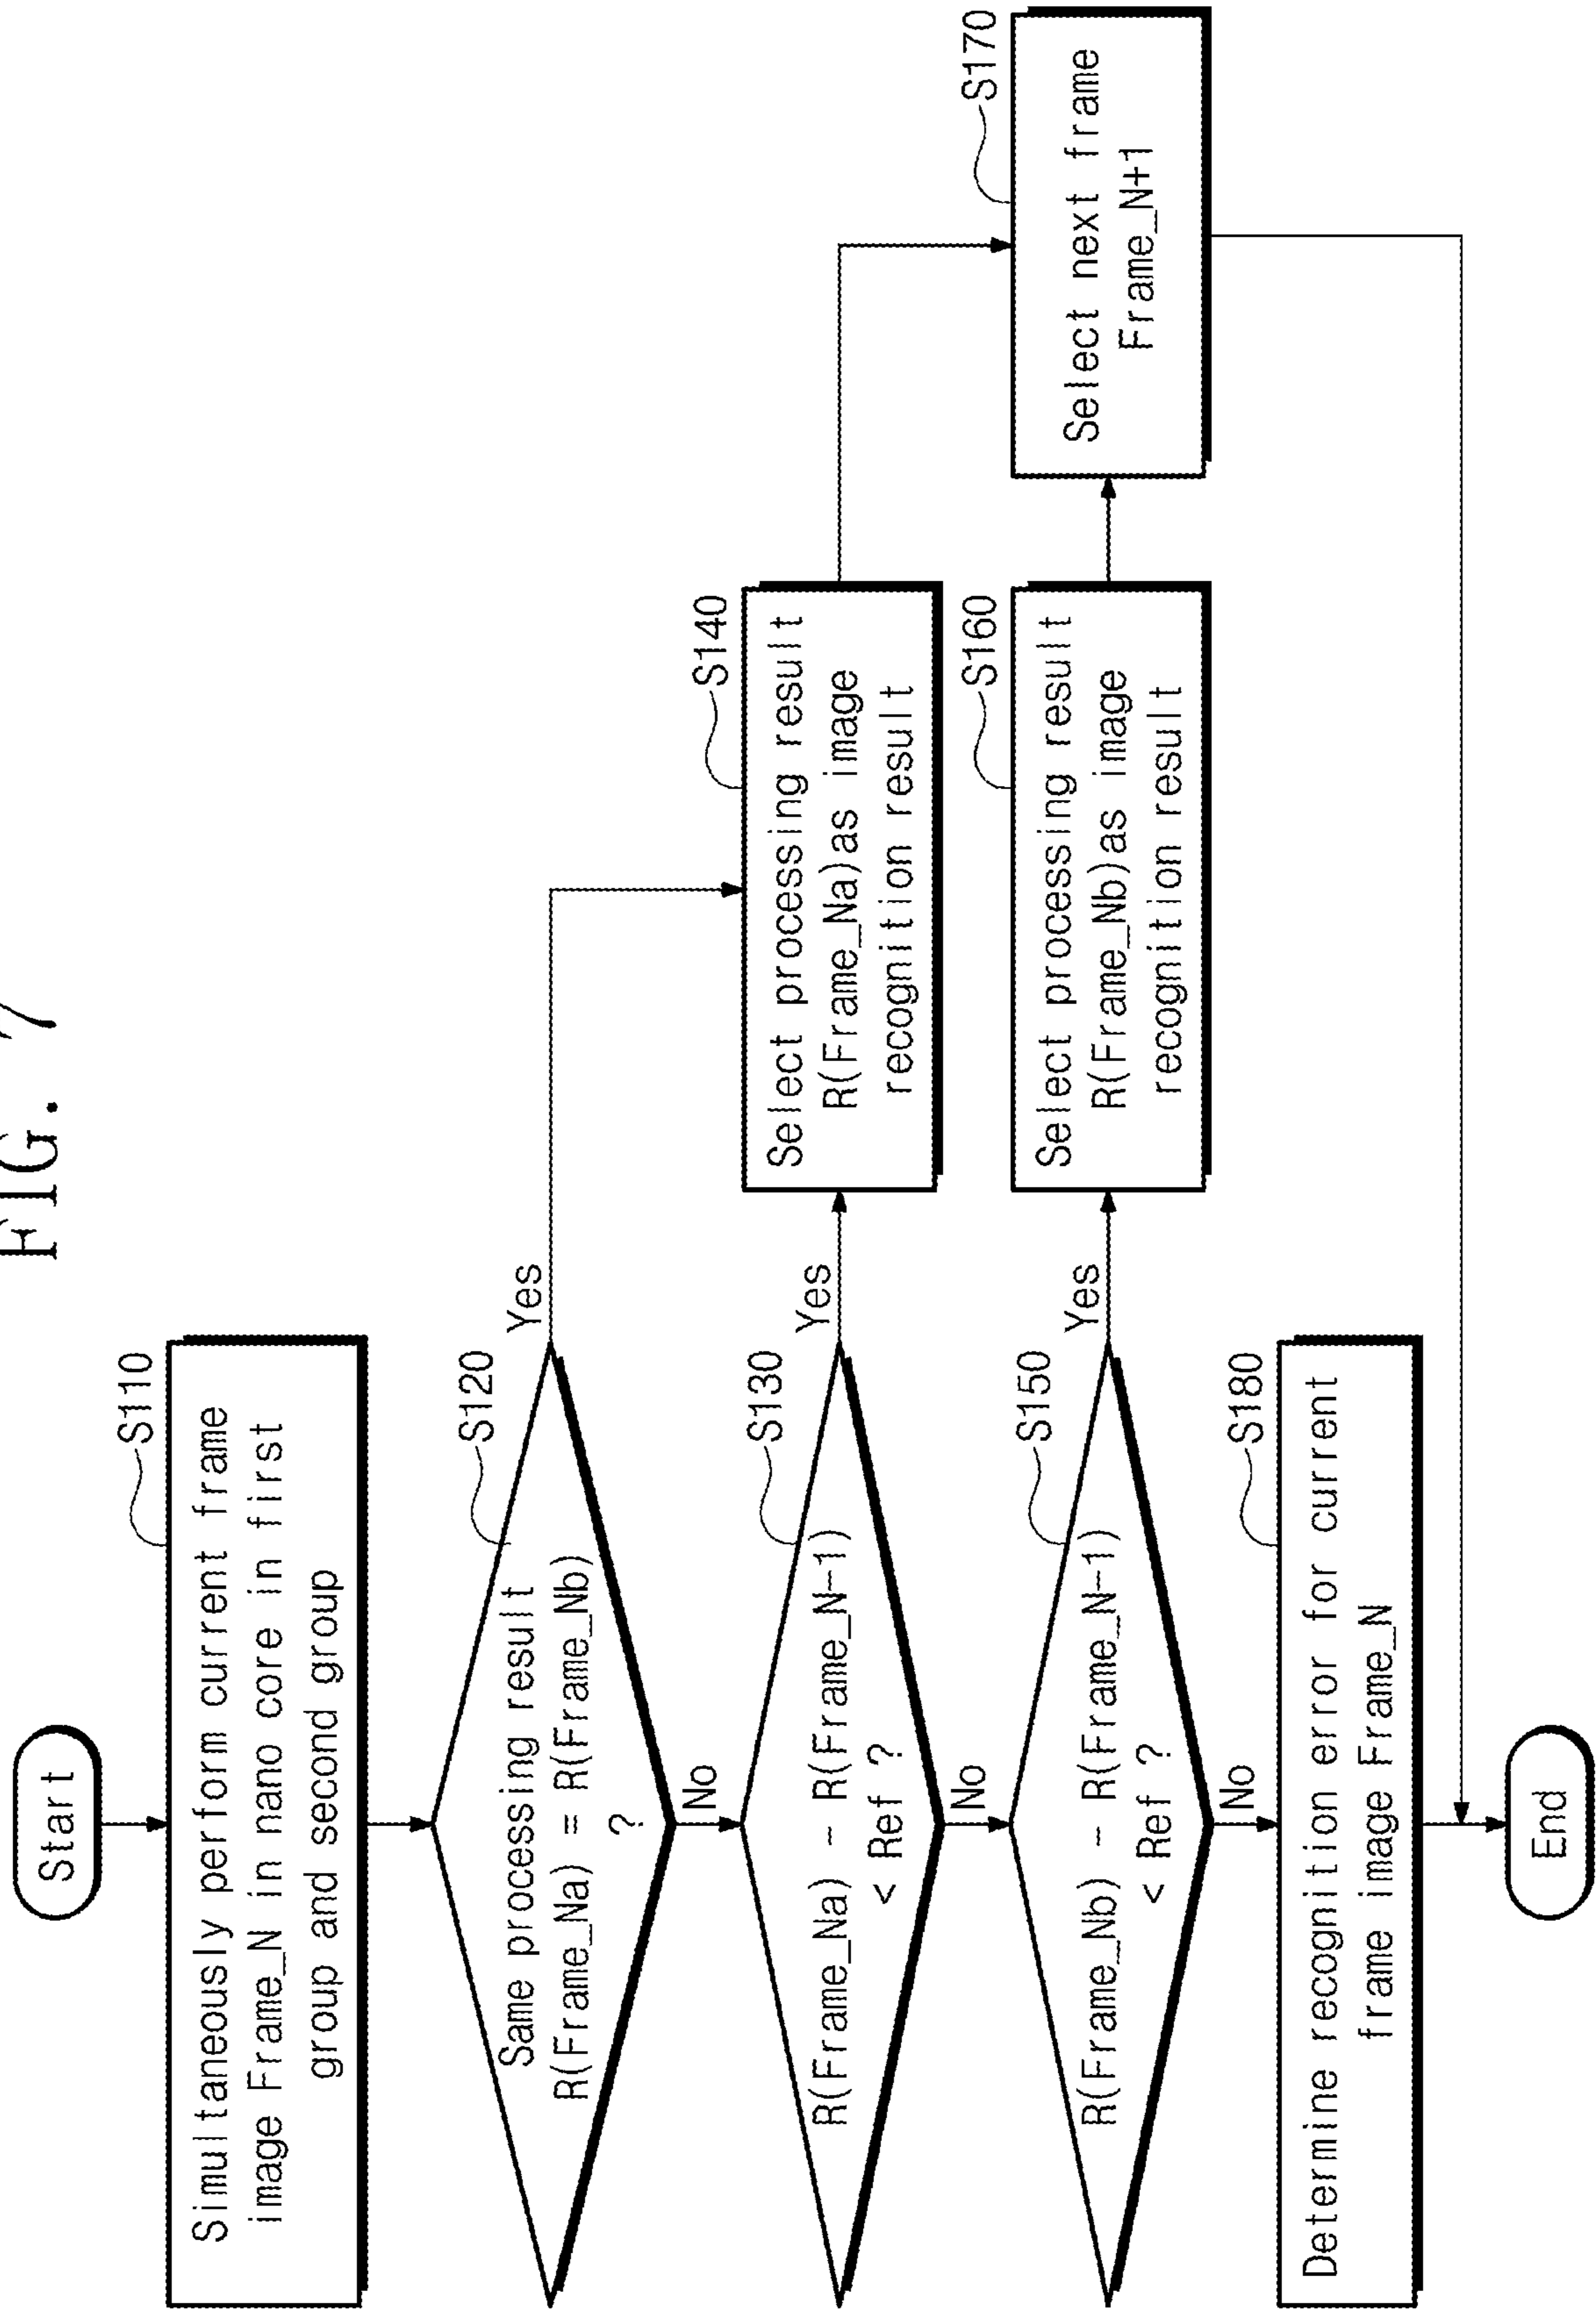 FIG. 7
Start
S110
Simultaneously perform current frame
image Frame_N in nano core in first
group and second group
S120
Same processing result
R(Frame_Na) = R(Frame_Nb)
?
Yes
No
S130
R(Frame_Na) - R(Frame_N-1)
< Ref ?
Yes
No
S140
Select processing result
R(Frame_Na)as image
recognition result
S150
R(Frame_Nb) - R(Frame_N-1)
< Ref ?
Yes
No
S160
Select processing result
R(Frame_Nb)as image
recognition result
S170
Select next frame
Frame_N+1
S180
Determine recognition error for current
frame image Frame_N
End